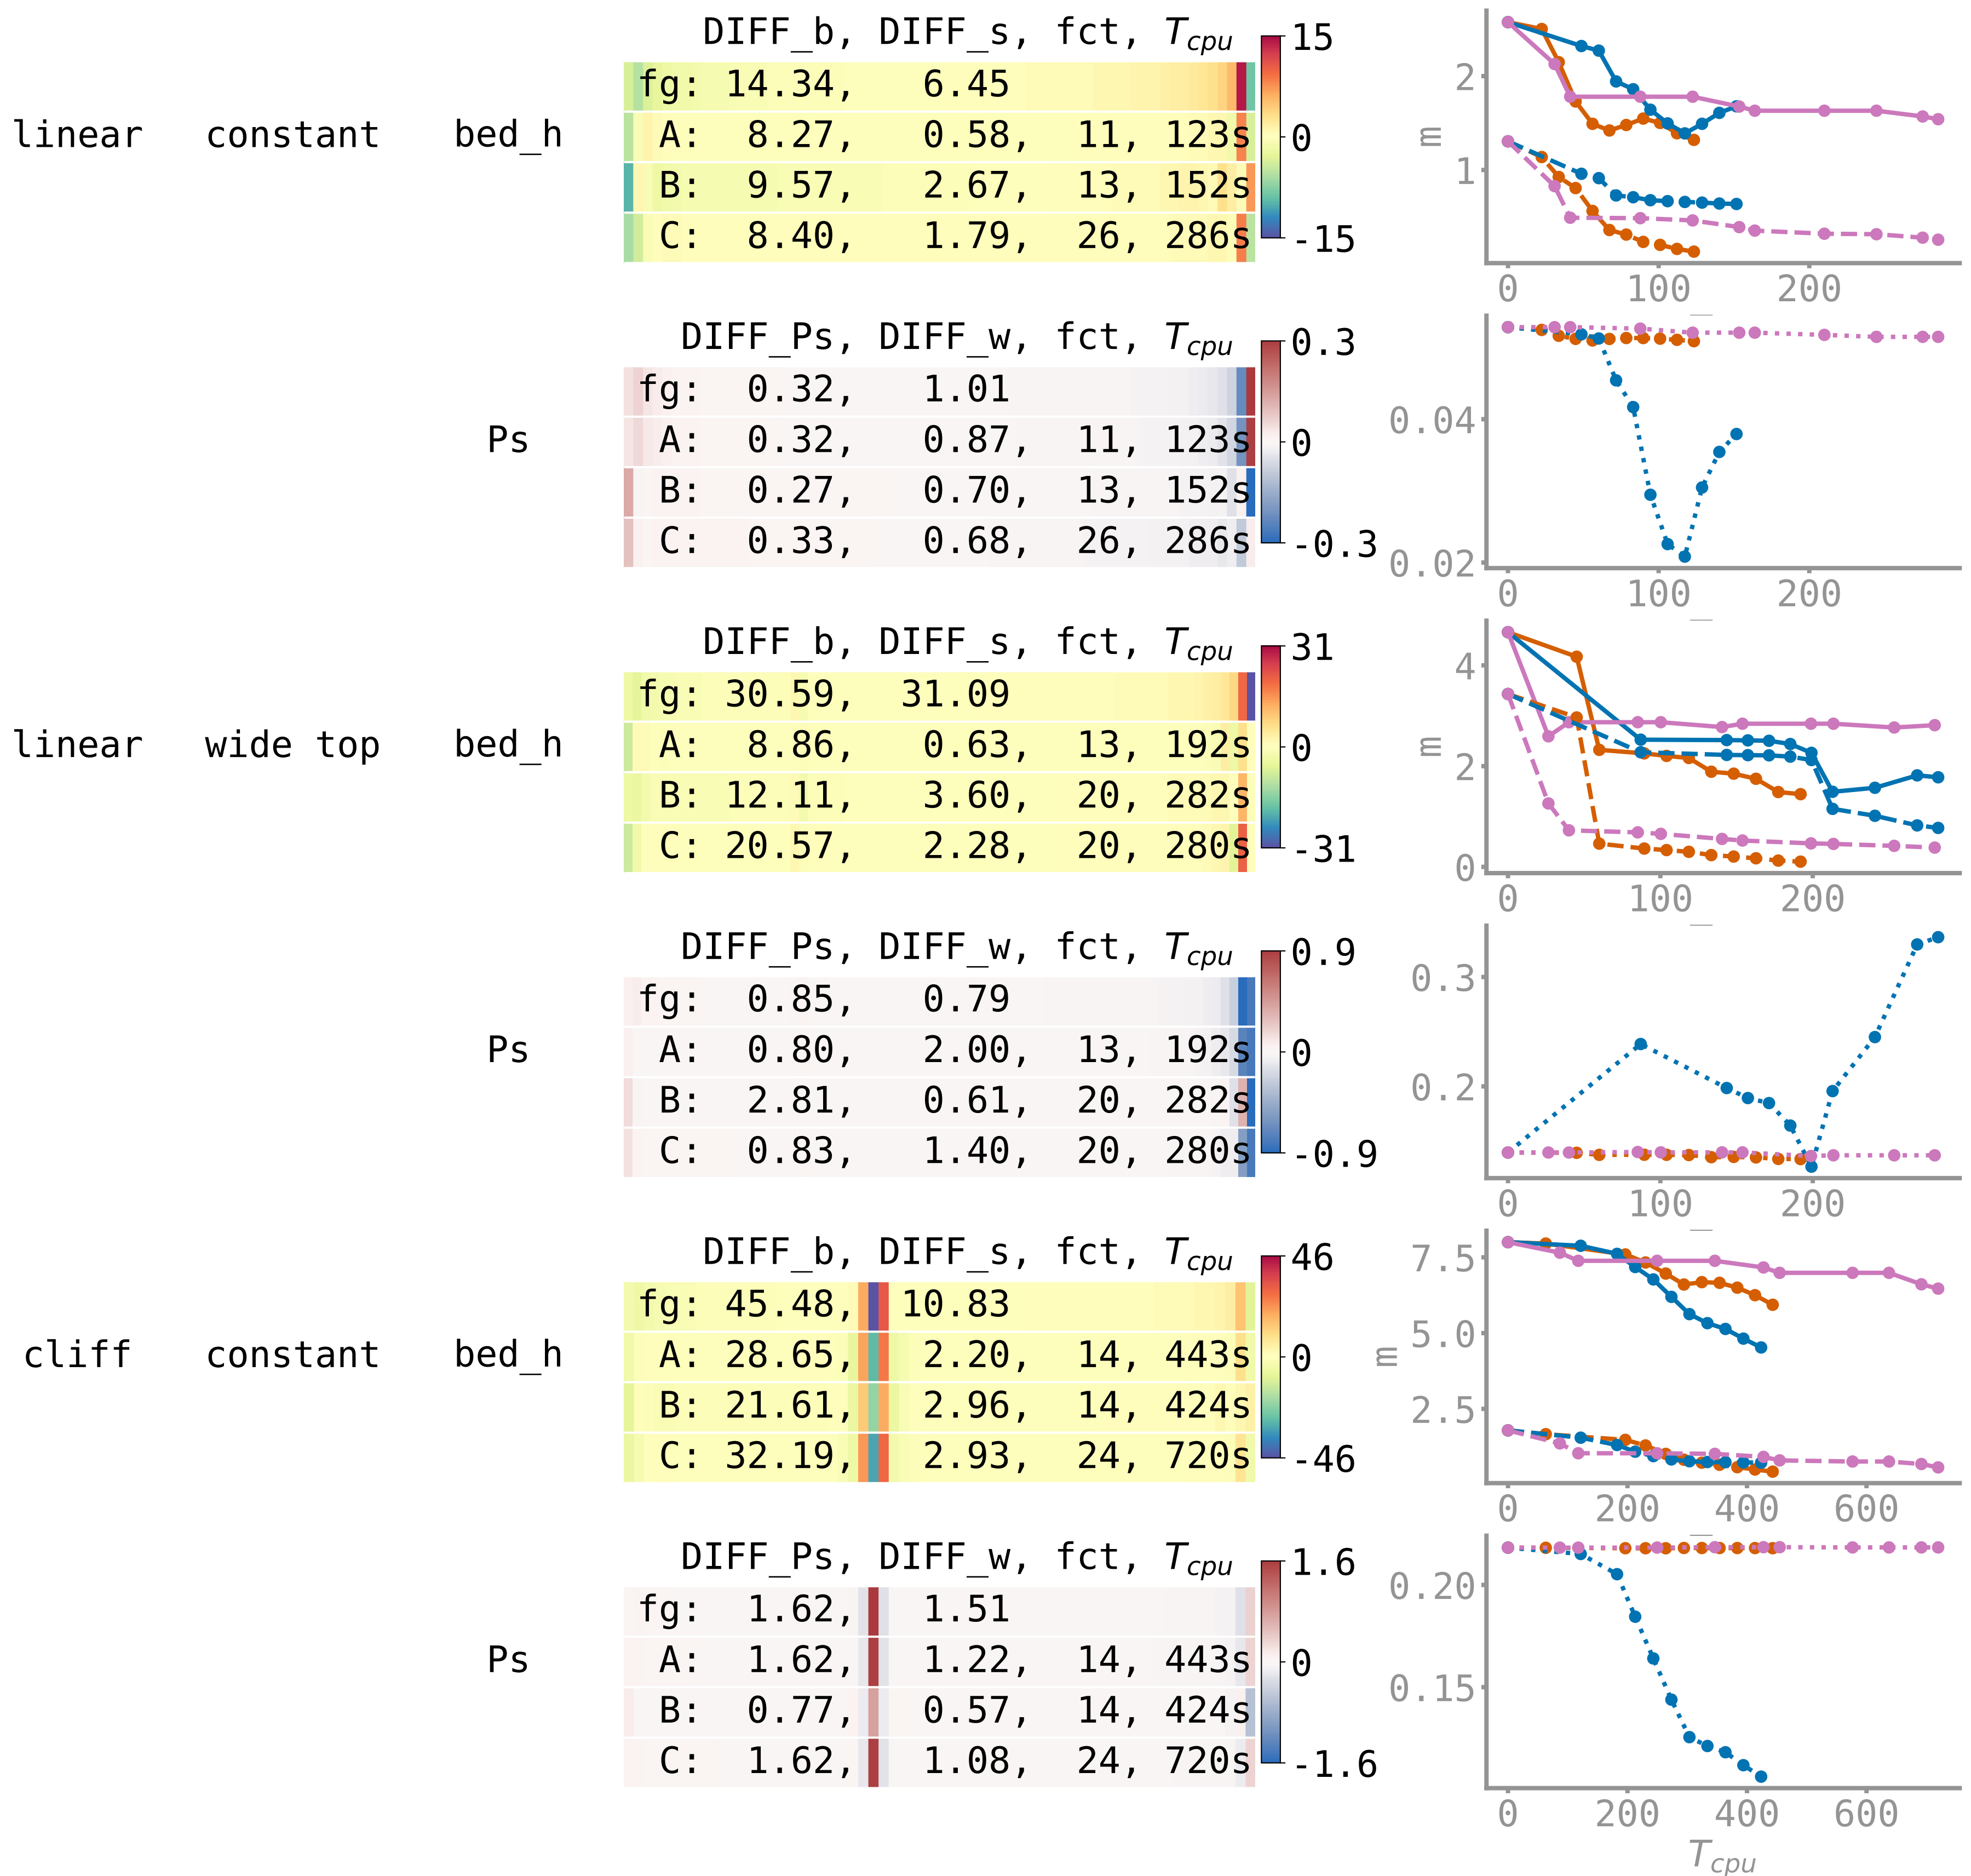 DIFF_b, DIFF_s, fct, T_cpu
15
0
-15
fg: 14.34, 6.45
linear constant bed_h
A: 8.27, 0.58, 11, 123s
B: 9.57, 2.67, 13, 152s
C: 8.40, 1.79, 26, 286s
m
2
1
0 100 200
DIFF_Ps, DIFF_w, fct, T_cpu
0.3
0
-0.3
fg: 0.32, 1.01
Ps
A: 0.32, 0.87, 11, 123s
B: 0.27, 0.70, 13, 152s
C: 0.33, 0.68, 26, 286s
0.04
0.02
0 100 200
DIFF_b, DIFF_s, fct, T_cpu
31
0
-31
fg: 30.59, 31.09
linear wide top bed_h
A: 8.86, 0.63, 13, 192s
B: 12.11, 3.60, 20, 282s
C: 20.57, 2.28, 20, 280s
m
4
2
0
0 100 200
DIFF_Ps, DIFF_w, fct, T_cpu
0.9
0
-0.9
fg: 0.85, 0.79
Ps
A: 0.80, 2.00, 13, 192s
B: 2.81, 0.61, 20, 282s
C: 0.83, 1.40, 20, 280s
0.3
0.2
0 100 200
DIFF_b, DIFF_s, fct, T_cpu
46
0
-46
fg: 45.48, 10.83
cliff constant bed_h
A: 28.65, 2.20, 14, 443s
B: 21.61, 2.96, 14, 424s
C: 32.19, 2.93, 24, 720s
m
7.5
5.0
2.5
0 200 400 600
DIFF_Ps, DIFF_w, fct, T_cpu
1.6
0
-1.6
fg: 1.62, 1.51
Ps
A: 1.62, 1.22, 14, 443s
B: 0.77, 0.57, 14, 424s
C: 1.62, 1.08, 24, 720s
0.20
0.15
0 200 400 600
T_cpu